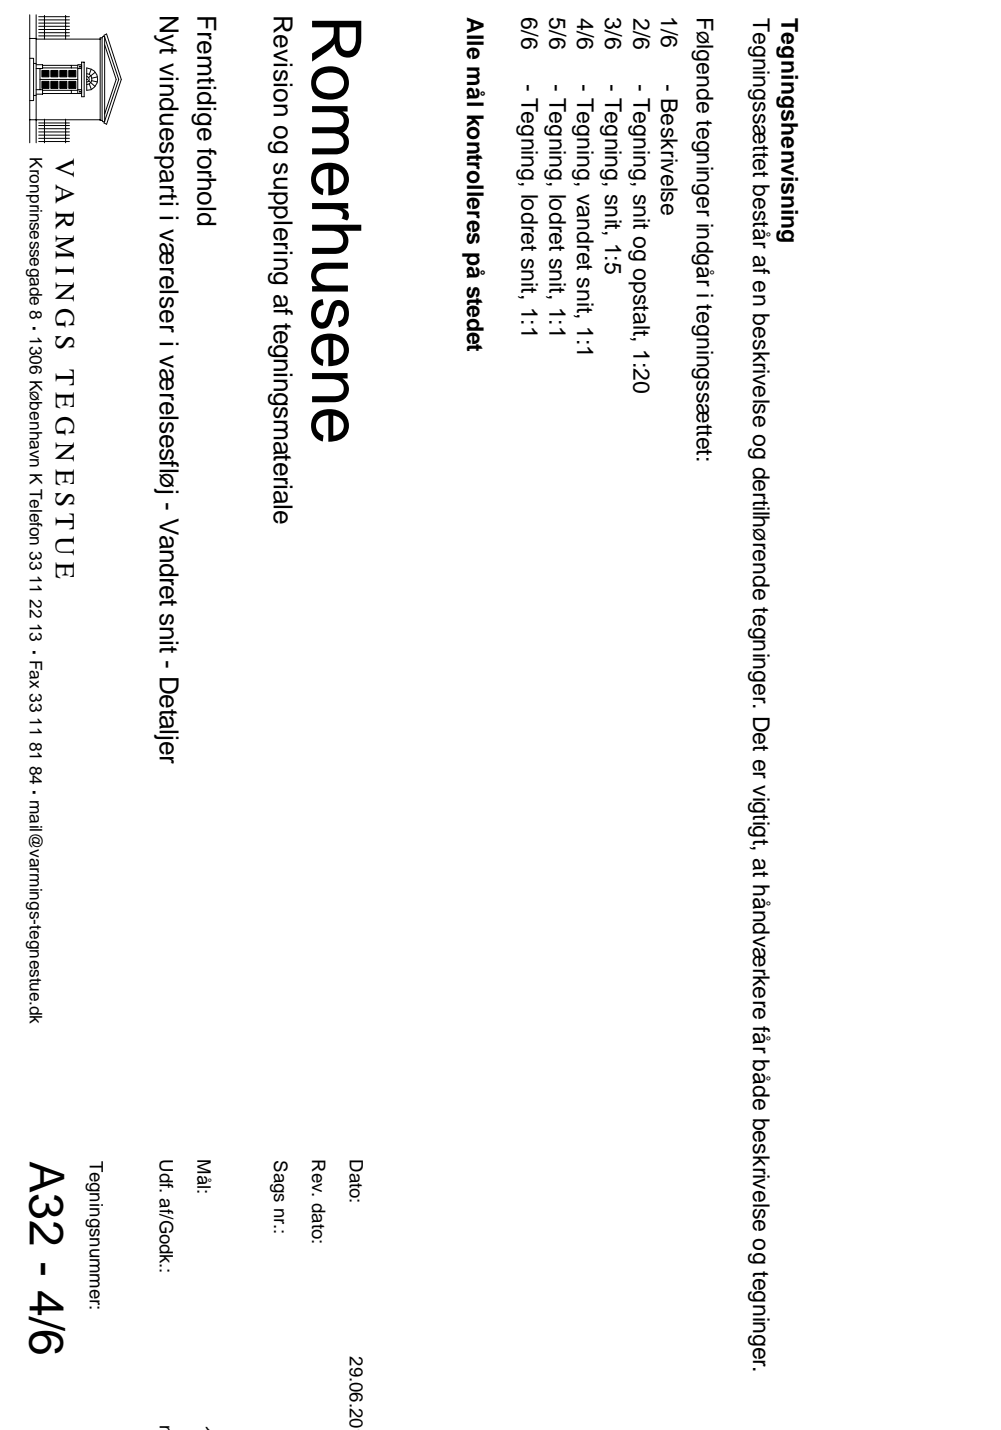 Tegningshenvisning
Tegningssættet består af en beskrivelse og dertilhørende tegninger. Det er vigtigt, at håndværkere får både beskrivelse og tegninger.
Følgende tegninger indgår i tegningssættet:
1/6 - Beskrivelse
2/6 - Tegning, snit og opstalt, 1:20
3/6 - Tegning, snit, 1:5
4/6 - Tegning, vandret snit, 1:1
5/6 - Tegning, lodret snit, 1:1
6/6 - Tegning, lodret snit, 1:1
Alle mål kontrolleres på stedet
Romerhusene
Revision og supplering af tegningsmateriale
Fremtidige forhold
Nyt vinduesparti i værelser i værelsesfløj - Vandret snit - Detaljer
VARMINGS TEGNESTUE
Kronprinsessegade 8 • 1306 København K Telefon 33 11 22 13 • Fax 33 11 81 84 • mail@varmings-tegnestue.dk
Dato: 29.06.20
Rev. dato:
Sags nr.:
Mål:
Udf. af/Godk.:
Tegningsnummer:
A32 - 4/6